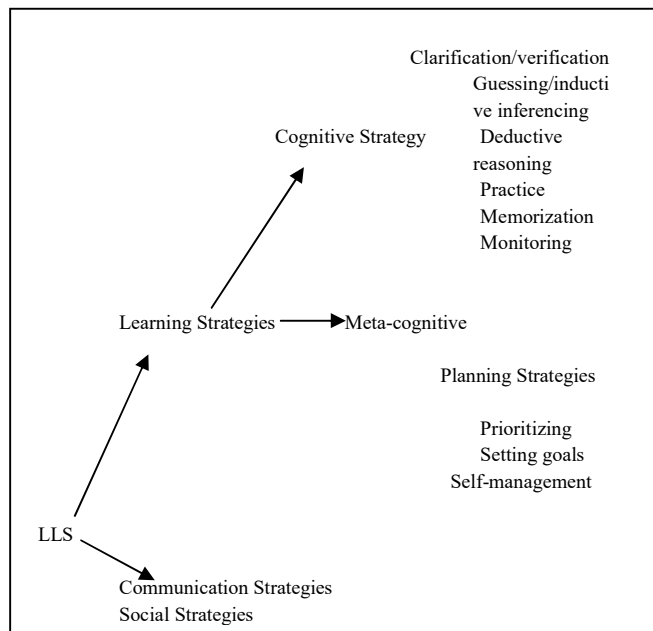 Clarification/verification
Guessing/inducti
ve inferencing
Cognitive Strategy
Deductive
reasoning
Practice
Memorization
Monitoring
Learning Strategies
Meta-cognitive
Planning Strategies
Prioritizing
Setting goals
Self-management
LLS
Communication Strategies
Social Strategies